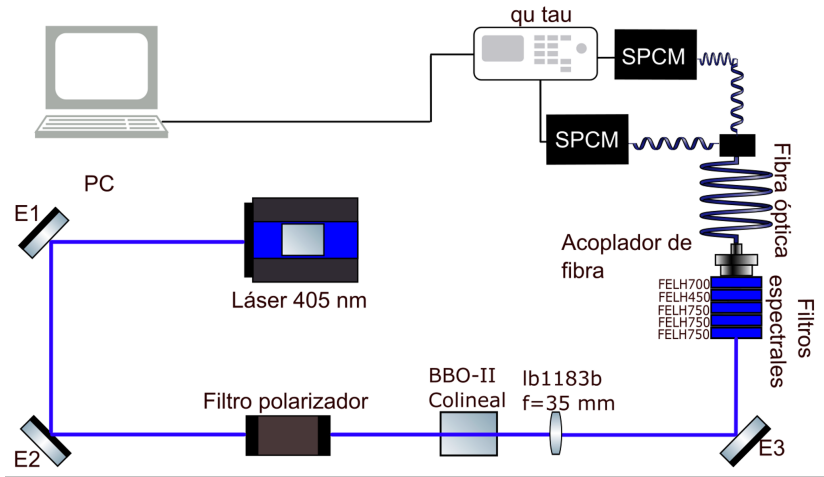 qu tau
SPCM
SPCM
PC
E1
Fibra óptica
Acoplador de
fibra
Láser 405 nm
FELH700
FELH450
FELH750
FELH750
FELH750
Filtros
espectrales
BBO-II
Colineal
lb1183b
f=35 mm
Filtro polarizador
E2
E3